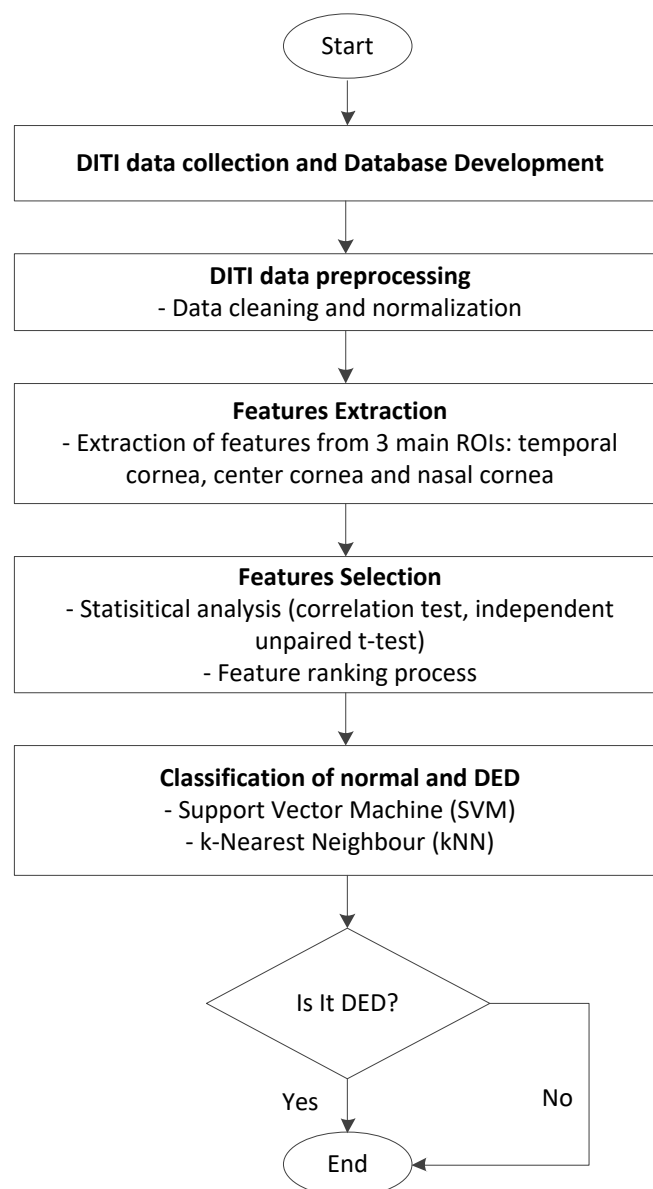 Start
DITI data collection and Database Development
DITI data preprocessing
- Data cleaning and normalization
Features Extraction
- Extraction of features from 3 main ROIs: temporal
cornea, center cornea and nasal cornea
Features Selection
- Statisitical analysis (correlation test, independent
unpaired t-test)
- Feature ranking process
Classification of normal and DED
- Support Vector Machine (SVM)
- k-Nearest Neighbour (kNN)
Is It DED?
Yes
No
End